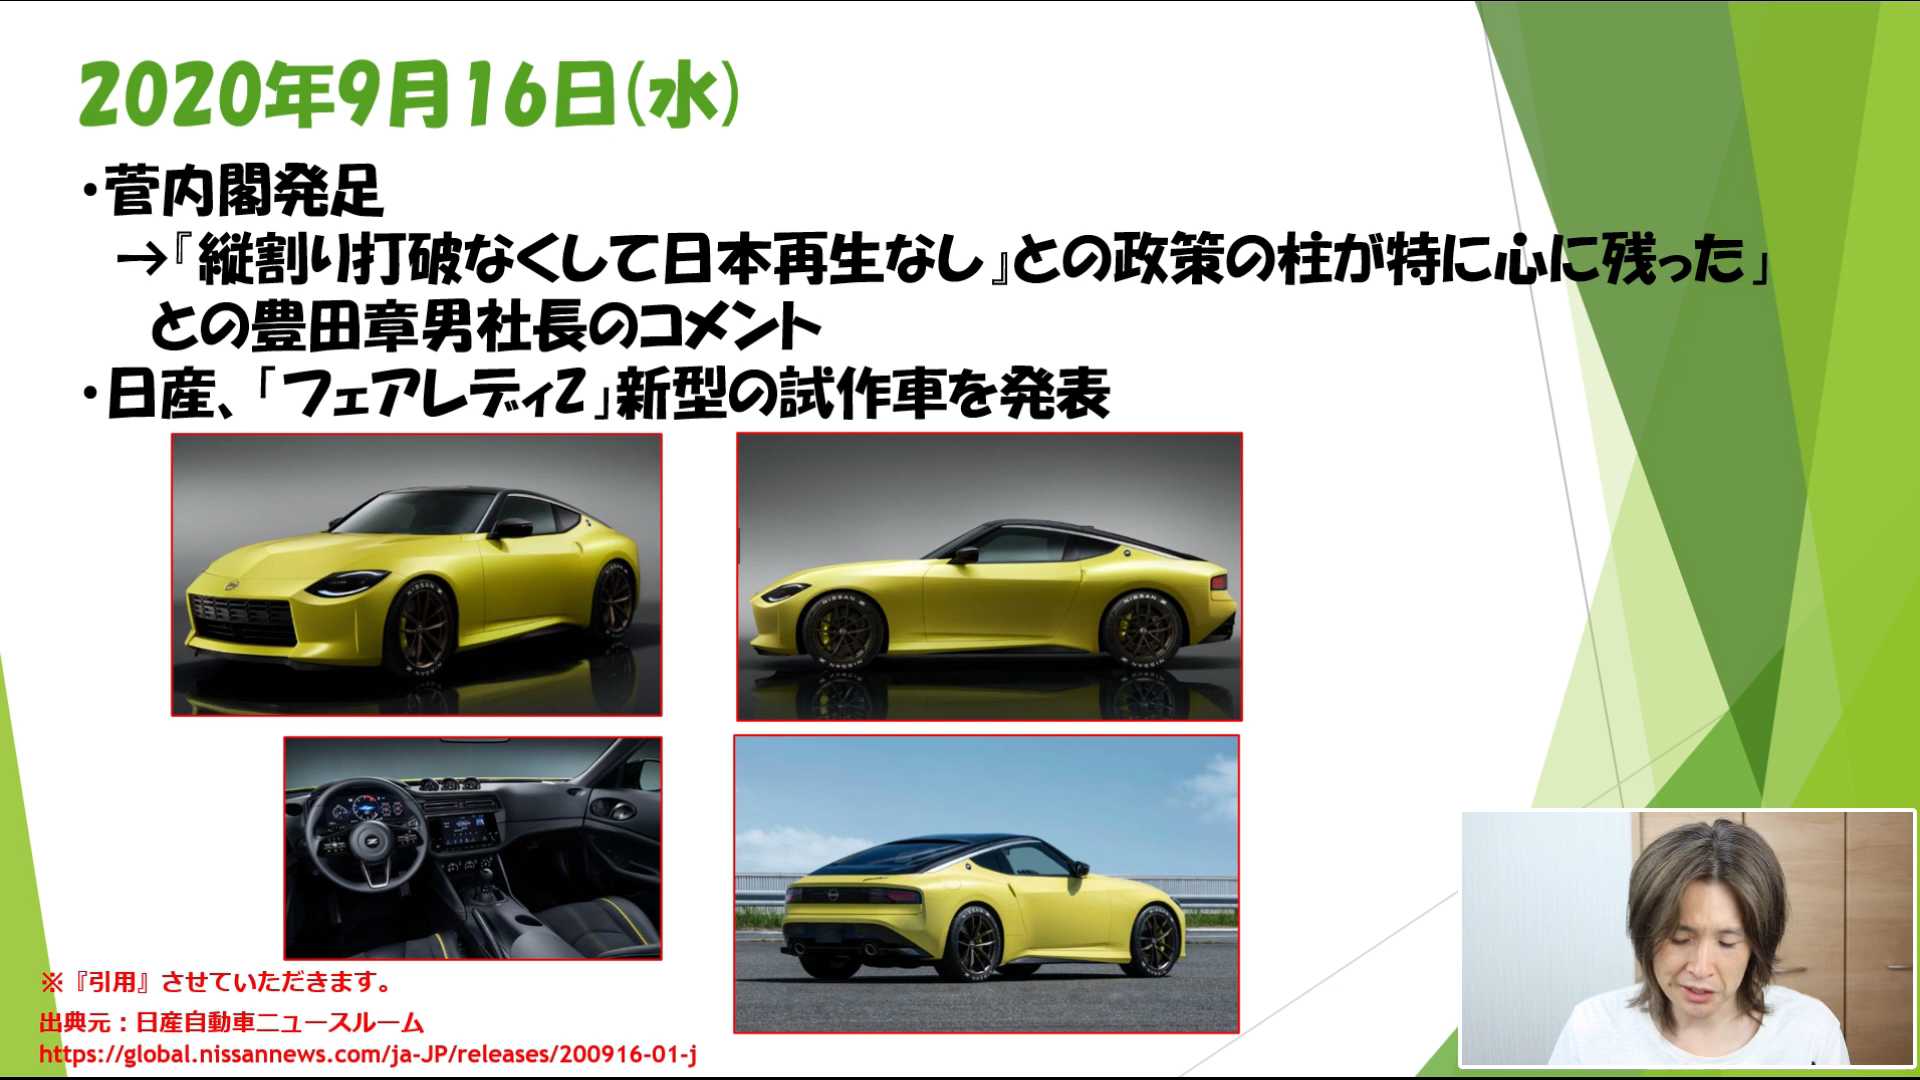 2020年9月16日(水)
・菅内閣発足
→『縦割り打破なくして日本再生なし』との政策の柱が特に心に残った」
との豊田章男社長のコメント
・日産、「フェアレディZ」新型の試作車を発表
NISSAN
NISSAN
NISSAN
NISSAN
※『引用』させていただきます。
出典元：日産自動車ニュースルーム
https://global.nissannews.com/ja-JP/releases/200916-01-j